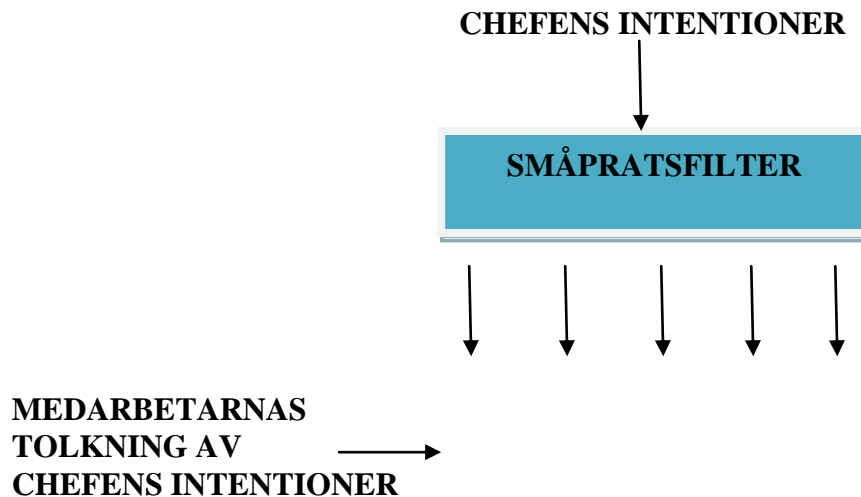 CHEFENS INTENTIONER
SMÅPRATSFILTER
MEDARBETARNAS
TOLKNING AV
CHEFENS INTENTIONER